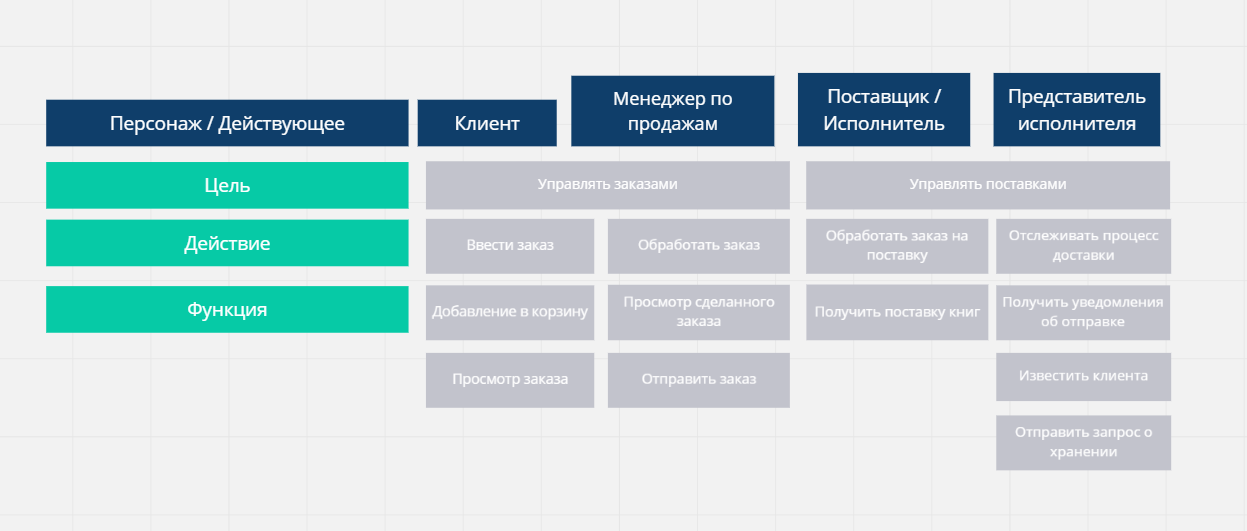 Персонаж / Действующее
Клиент
Менеджер по
продажам
Поставщик /
Исполнитель
Представитель
исполнителя
Цель
Управлять заказами
Управлять поставками
Действие
Ввести заказ
Обработать заказ
Обработать заказ на
поставку
Отслеживать процесс
доставки
Функция
Добавление в корзину
Просмотр сделанного
заказа
Получить поставку книг
Получить уведомления
об отправке
Просмотр заказа
Отправить заказ
Известить клиента
Отправить запрос о
хранении